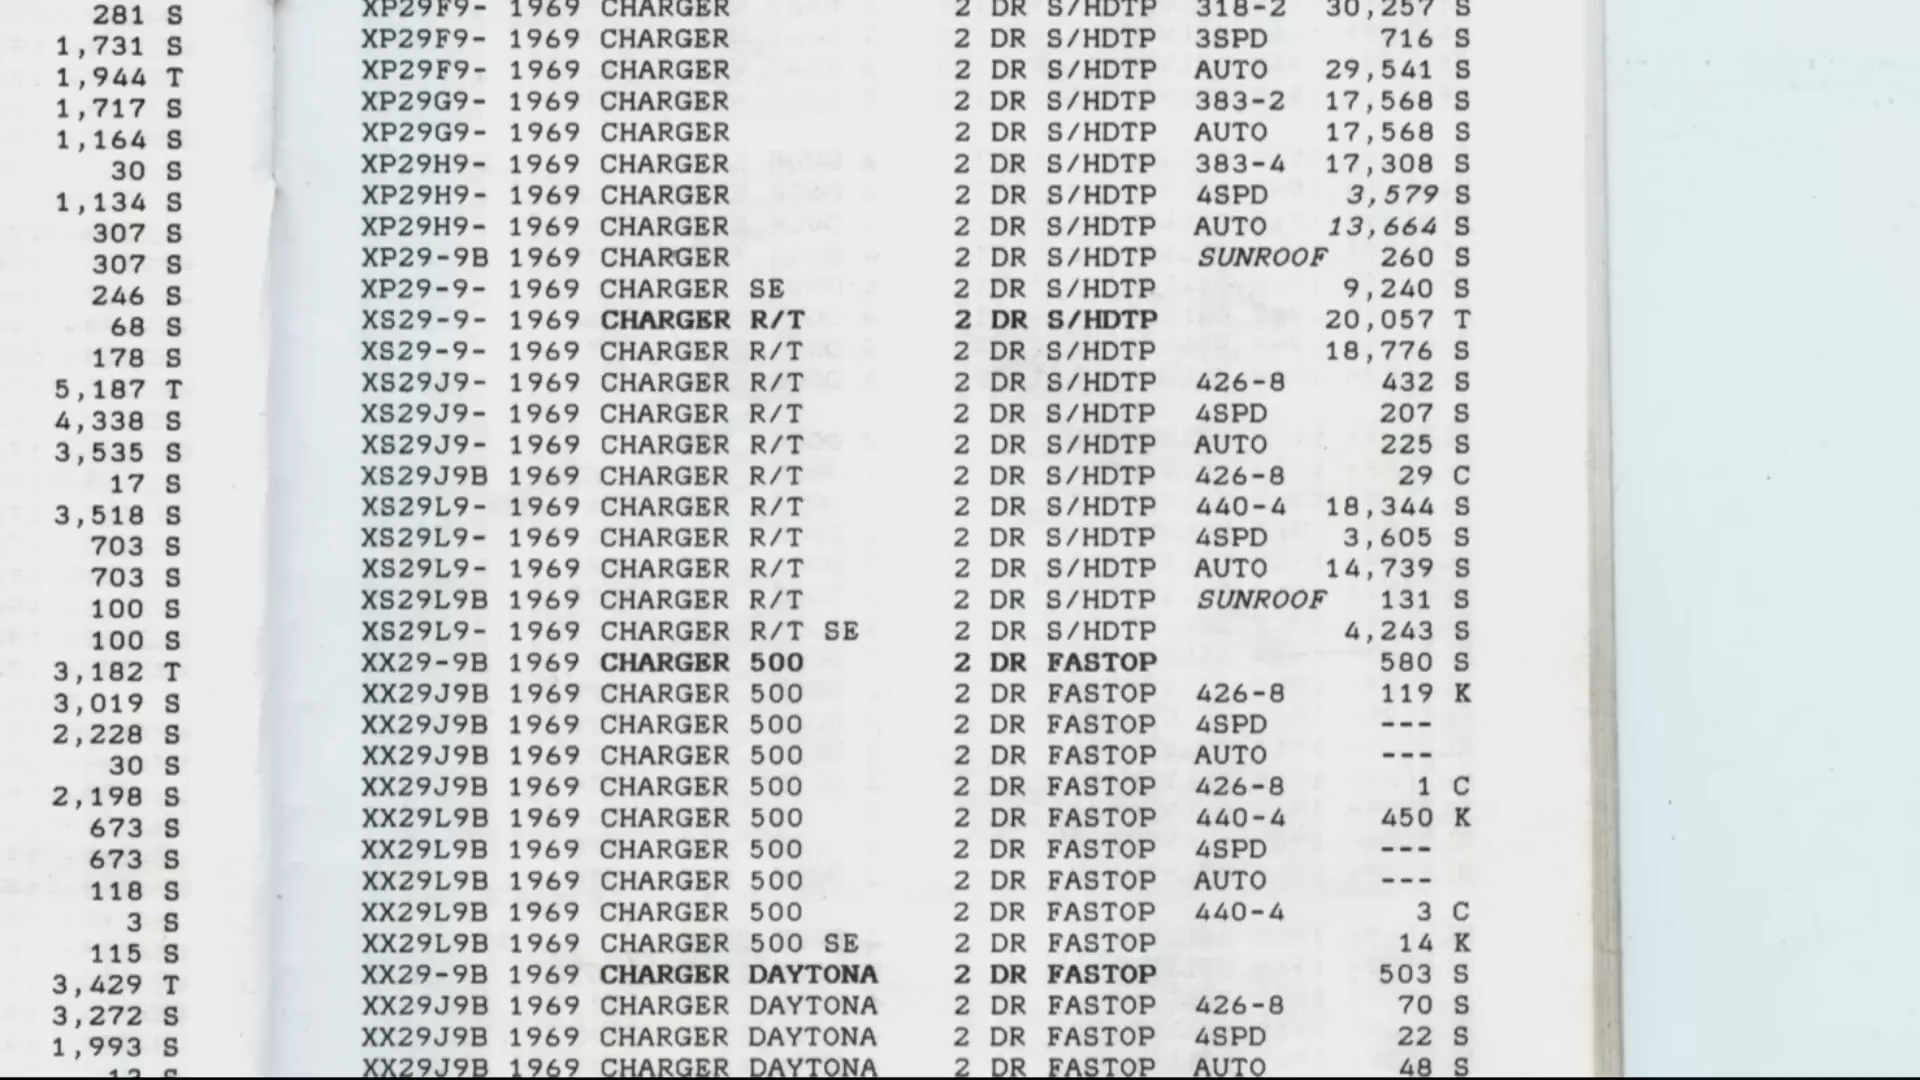 281 S
1,731 S
1,944 T
1,717 S
1,164 S
30 S
1,134 S
307 S
307 S
246 S
68 S
178 S
5,187 T
4,338 S
3,535 S
17 S
3,518 S
703 S
703 S
100 S
100 S
3,182 T
3,019 S
2,228 S
30 S
2,198 S
673 S
673 S
118 S
3 S
115 S
3,429 T
3,272 S
1,993 S
XP29F9- 1969 CHARGER 2 DR S/HDTP 318-2 30,257 S
XP29F9- 1969 CHARGER 2 DR S/HDTP 3SPD 716 S
XP29F9- 1969 CHARGER 2 DR S/HDTP AUTO 29,541 S
XP29G9- 1969 CHARGER 2 DR S/HDTP 383-2 17,568 S
XP29G9- 1969 CHARGER 2 DR S/HDTP AUTO 17,568 S
XP29H9- 1969 CHARGER 2 DR S/HDTP 383-4 17,308 S
XP29H9- 1969 CHARGER 2 DR S/HDTP 4SPD 3,579 S
XP29H9- 1969 CHARGER 2 DR S/HDTP AUTO 13,664 S
XP29-9B 1969 CHARGER 2 DR S/HDTP SUNROOF 260 S
XP29-9- 1969 CHARGER SE 2 DR S/HDTP 9,240 S
XS29-9- 1969 CHARGER R/T 2 DR S/HDTP 20,057 T
XS29-9- 1969 CHARGER R/T 2 DR S/HDTP 18,776 S
XS29J9- 1969 CHARGER R/T 2 DR S/HDTP 426-8 432 S
XS29J9- 1969 CHARGER R/T 2 DR S/HDTP 4SPD 207 S
XS29J9- 1969 CHARGER R/T 2 DR S/HDTP AUTO 225 S
XS29J9B 1969 CHARGER R/T 2 DR S/HDTP 426-8 29 C
XS29L9- 1969 CHARGER R/T 2 DR S/HDTP 440-4 18,344 S
XS29L9- 1969 CHARGER R/T 2 DR S/HDTP 4SPD 3,605 S
XS29L9- 1969 CHARGER R/T 2 DR S/HDTP AUTO 14,739 S
XS29L9B 1969 CHARGER R/T 2 DR S/HDTP SUNROOF 131 S
XS29L9- 1969 CHARGER R/T SE 2 DR S/HDTP 4,243 S
XX29-9B 1969 CHARGER 500 2 DR FASTOP 580 S
XX29J9B 1969 CHARGER 500 2 DR FASTOP 426-8 119 K
XX29J9B 1969 CHARGER 500 2 DR FASTOP 4SPD ---
XX29J9B 1969 CHARGER 500 2 DR FASTOP AUTO ---
XX29J9B 1969 CHARGER 500 2 DR FASTOP 426-8 1 C
XX29L9B 1969 CHARGER 500 2 DR FASTOP 440-4 450 K
XX29L9B 1969 CHARGER 500 2 DR FASTOP 4SPD ---
XX29L9B 1969 CHARGER 500 2 DR FASTOP AUTO ---
XX29L9B 1969 CHARGER 500 2 DR FASTOP 440-4 3 C
XX29L9B 1969 CHARGER 500 SE 2 DR FASTOP 14 K
XX29-9B 1969 CHARGER DAYTONA 2 DR FASTOP 503 S
XX29J9B 1969 CHARGER DAYTONA 2 DR FASTOP 426-8 70 S
XX29J9B 1969 CHARGER DAYTONA 2 DR FASTOP 4SPD 22 S
XX29J9B 1969 CHARGER DAYTONA 2 DR FASTOP AUTO 48 S